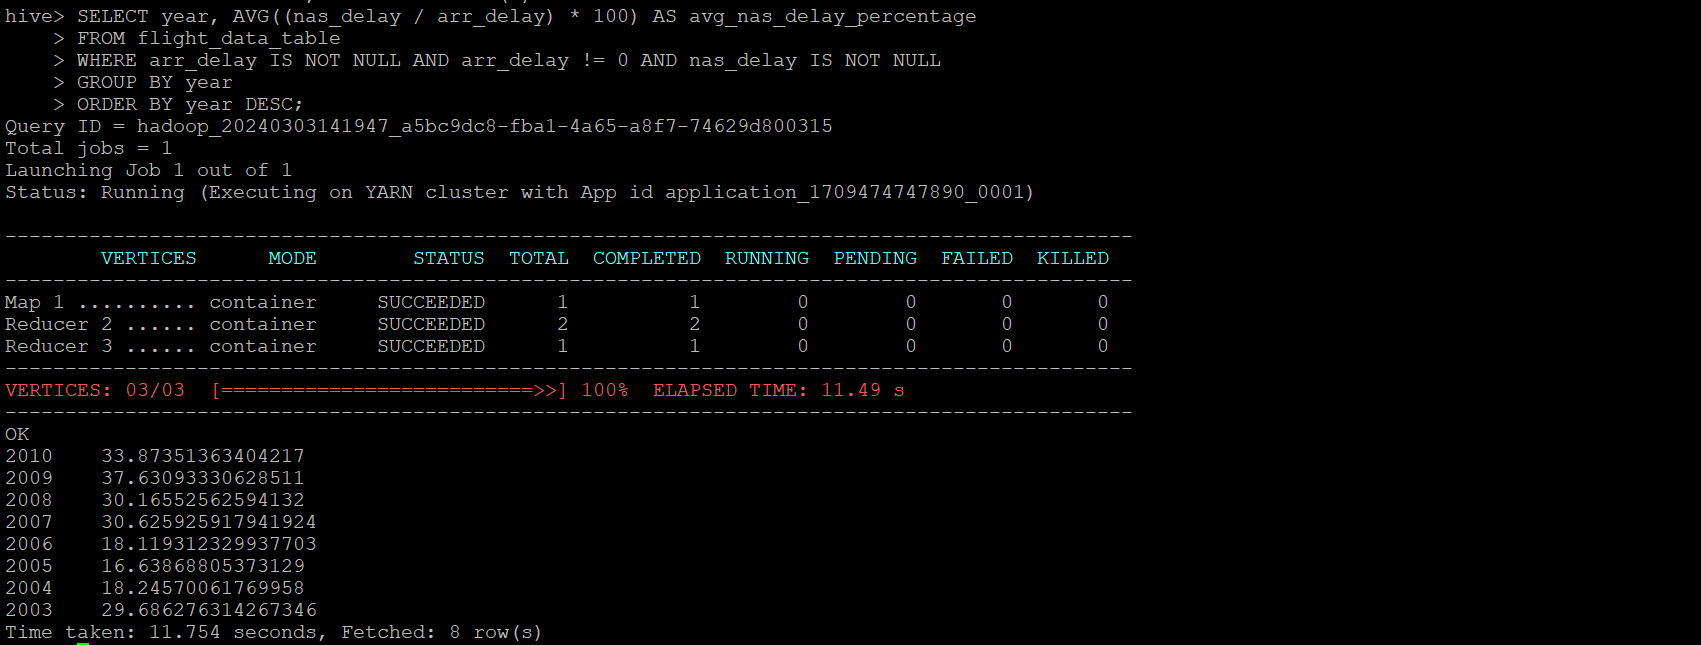 hive> SELECT year, AVG((nas_delay / arr_delay) * 100) AS avg_nas_delay_percentage
    > FROM flight_data_table
    > WHERE arr_delay IS NOT NULL AND arr_delay != 0 AND nas_delay IS NOT NULL
    > GROUP BY year
    > ORDER BY year DESC;
Query ID = hadoop_20240303141947_a5bc9dc8-fba1-4a65-a8f7-74629d800315
Total jobs = 1
Launching Job 1 out of 1
Status: Running (Executing on YARN cluster with App id application_1709474747890_0001)
----------------------------------------------------------------------------------------------
        VERTICES      MODE        STATUS  TOTAL  COMPLETED  RUNNING  PENDING  FAILED  KILLED
----------------------------------------------------------------------------------------------
Map 1 .......... container     SUCCEEDED      1          1        0        0       0       0
Reducer 2 ...... container     SUCCEEDED      2          2        0        0       0       0
Reducer 3 ...... container     SUCCEEDED      1          1        0        0       0       0
----------------------------------------------------------------------------------------------
VERTICES: 03/03  [==========================>>] 100%  ELAPSED TIME: 11.49 s
----------------------------------------------------------------------------------------------
OK
2010    33.87351363404217
2009    37.63093330628511
2008    30.16552562594132
2007    30.625925917941924
2006    18.119312329937703
2005    16.63868805373129
2004    18.24570061769958
2003    29.686276314267346
Time taken: 11.754 seconds, Fetched: 8 row(s)